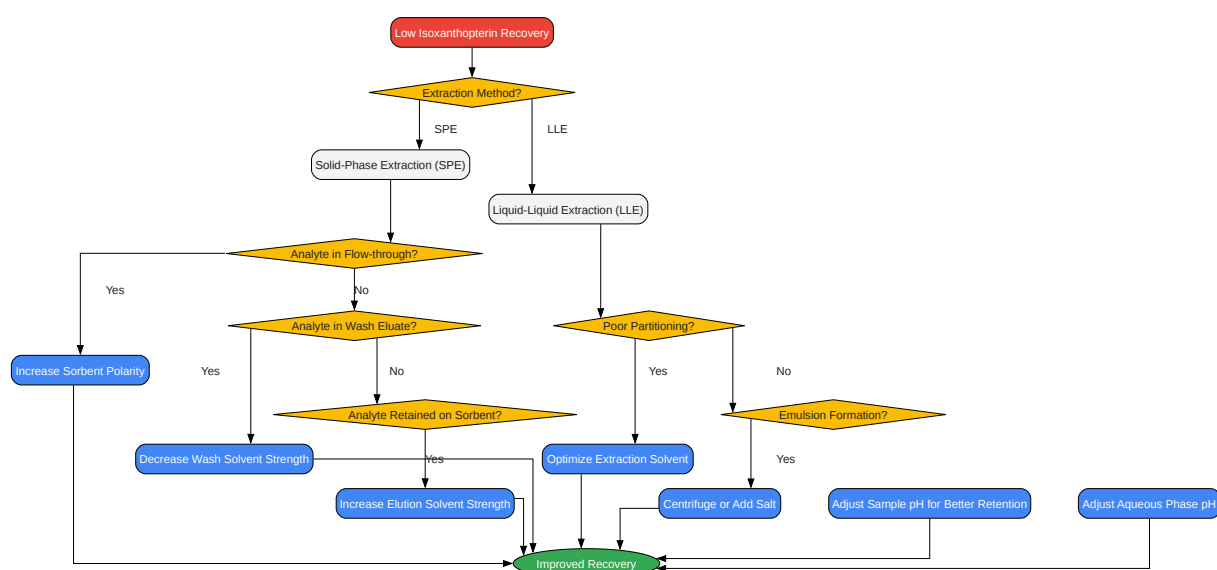 Low Isoxanthopterin Recovery
Extraction Method?
SPE
LLE
Solid-Phase Extraction (SPE)
Liquid-Liquid Extraction (LLE)
Analyte in Flow-through?
Yes
No
Analyte in Wash Eluate?
Poor Partitioning?
Increase Sorbent Polarity
Yes
No
Yes
No
Analyte Retained on Sorbent?
Emulsion Formation?
Decrease Wash Solvent Strength
Yes
Optimize Extraction Solvent
Yes
Increase Elution Solvent Strength
Centrifuge or Add Salt
Adjust Sample pH for Better Retention
Adjust Aqueous Phase pH
Improved Recovery